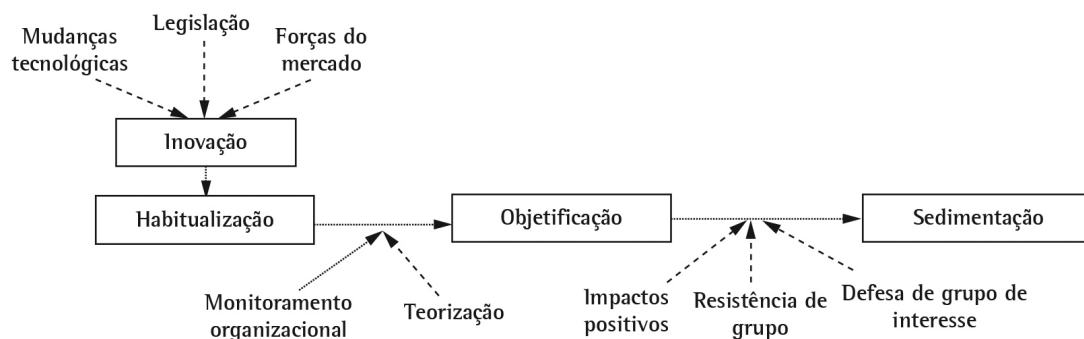 Legislação
Mudanças
tecnológicas
Forças do
mercado
Inovação
Habitualização
Objetificação
Sedimentação
Monitoramento
organizacional
Teorização
Impactos
positivos
Resistência de
grupo
Defesa de grupo de
interesse